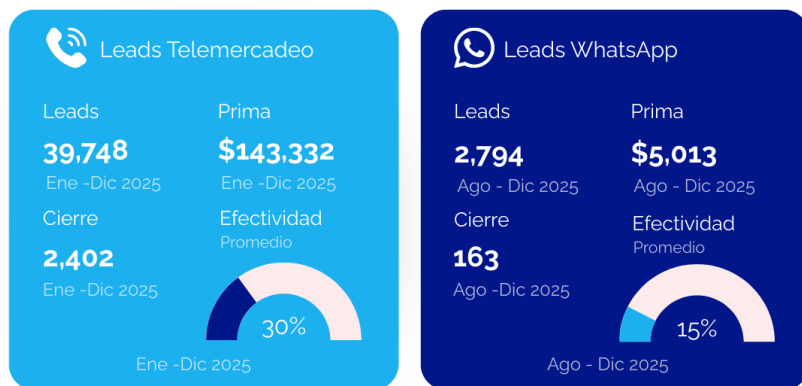 Leads Telemercadeo
Leads
Prima
39,748
$143,332
Ene -Dic 2025
Ene -Dic 2025
Cierre
Efectividad
Promedio
2,402
Ene -Dic 2025
30%
Ene -Dic 2025
Leads WhatsApp
Leads
Prima
2,794
$5,013
Ago - Dic 2025
Ago - Dic 2025
Cierre
Efectividad
Promedio
163
Ago -Dic 2025
15%
Ago - Dic 2025